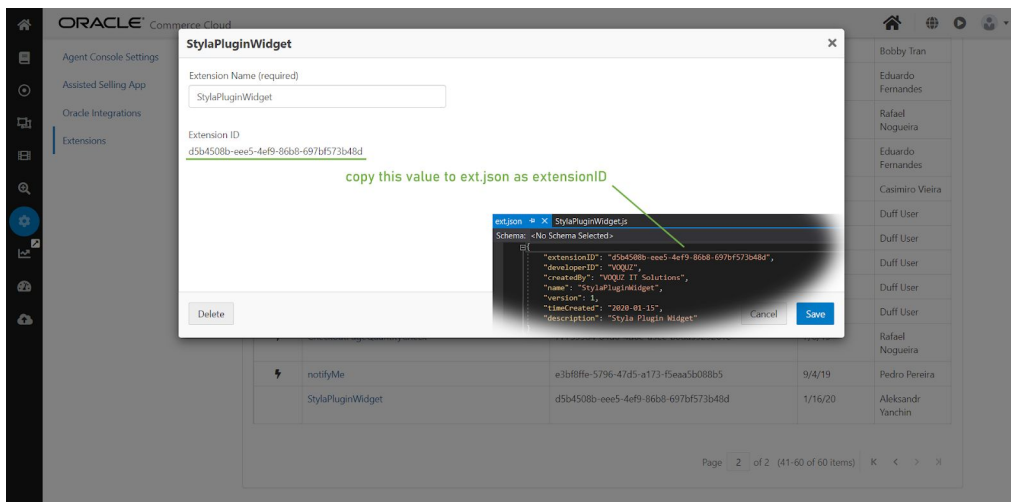 ORACLE Commerce Cloud
Agent Console Settings
Assisted Selling App
Oracle Integrations
Extensions
StylaPluginWidget
Extension Name (required)
StylaPluginWidget
Extension ID
d5b4508b-eee5-4ef9-86b8-697bf573b48d
copy this value to ext.json as extensionID
ext.json StylaPluginWidget.js
Schema: <No Schema Selected>
{
"extensionID": "d5b4508b-eee5-4ef9-86b8-697bf573b48d",
"developerID": "VOQUZ",
"createdBy": "VOQUZ IT Solutions",
"name": "StylaPluginWidget",
"version": 1,
"timeCreated": "2020-01-15",
"description": "Styla Plugin Widget"
Delete
Cancel
Save
Bobby Tran
Eduardo
Fernandes
Rafael
Nogueira
Eduardo
Fernandes
Casimiro Vieira
Duff User
Duff User
Duff User
Duff User
Duff User
Rafael
Nogueira
notifyMe e3bf8ffe-5796-47d5-a173-f5eaa5b088b5 9/4/19 Pedro Pereira
StylaPluginWidget d5b4508b-eee5-4ef9-86b8-697bf573b48d 1/16/20 Aleksandr
Yanchin
Page 2 of 2 (41-60 of 60 items)